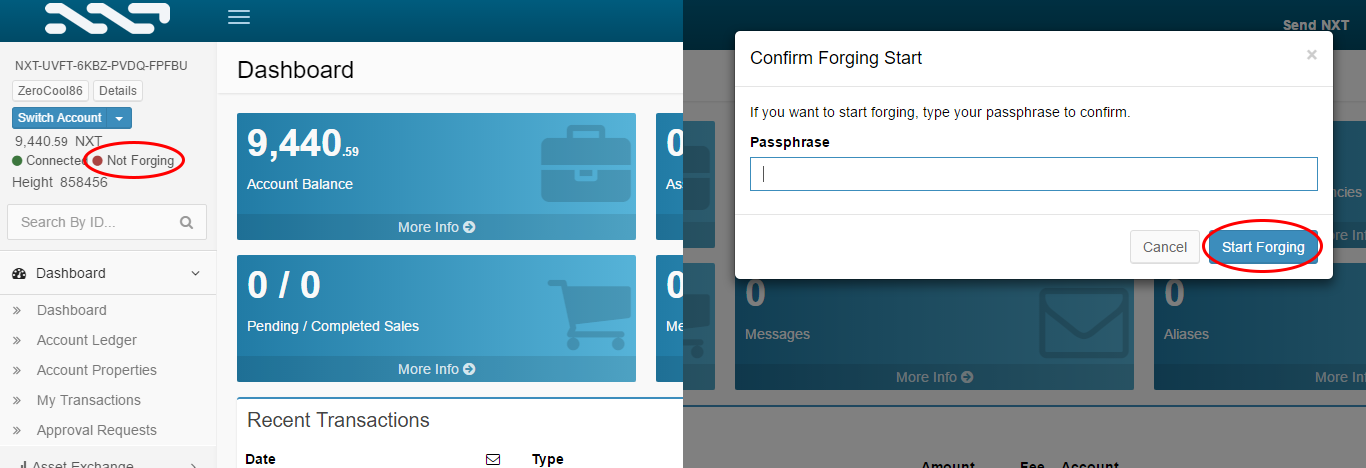 NXT
NXT-UVFT-6KBZ-PVDQ-FPFBU
ZeroCool86 Details
Switch Account
9,440.59 NXT
Connected Not Forging
Height 858456
Search By ID...
Dashboard
Dashboard
Account Ledger
Account Properties
My Transactions
Approval Requests
Asset Exchange
Dashboard
9,440.59
Account Balance
More Info
0 / 0
Pending / Completed Sales
More Info
0
As
0
Me
Recent Transactions
Date Type
Send NXT
Confirm Forging Start
×
If you want to start forging, type your passphrase to confirm.
Passphrase
Cancel Start Forging
ncies
re Inf
0
Messages
More Info
0
Aliases
More Inf
Amount Fee Account